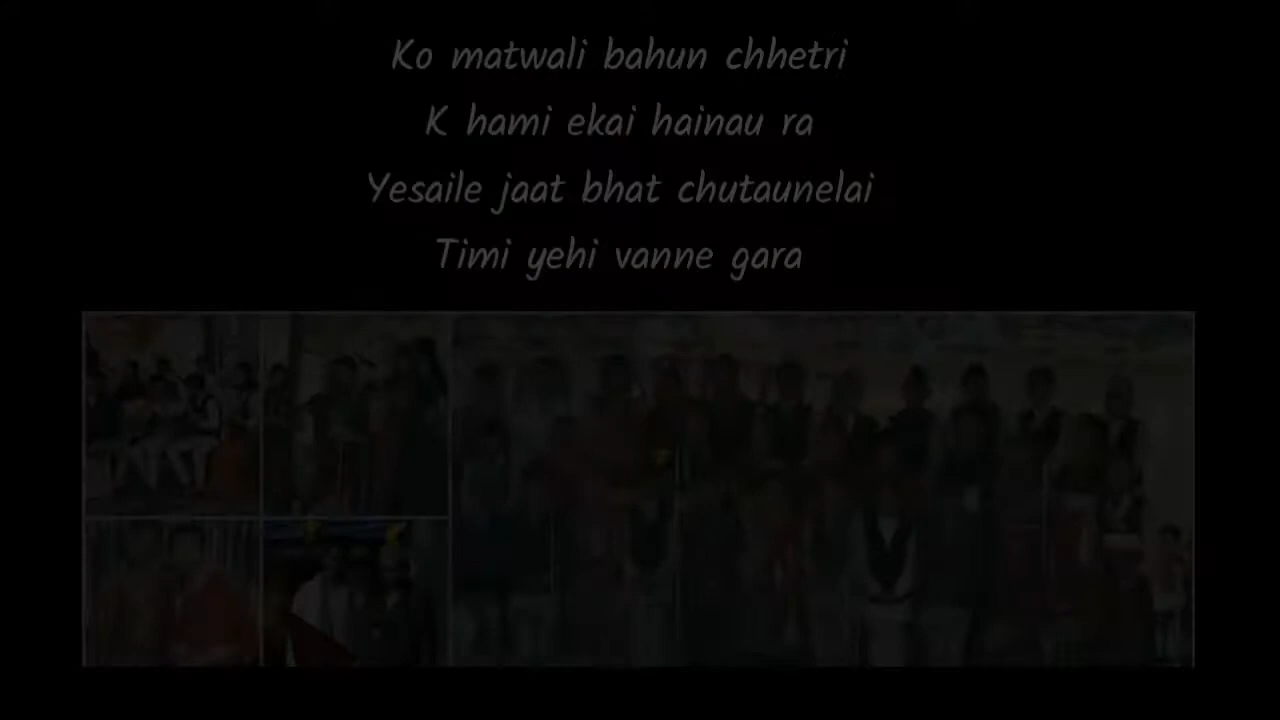 Ko matwali bahun chhetri
K hami ekai hainau ra
Yesaile jaat bhat chutaunelai
Timi yehi vanne gara